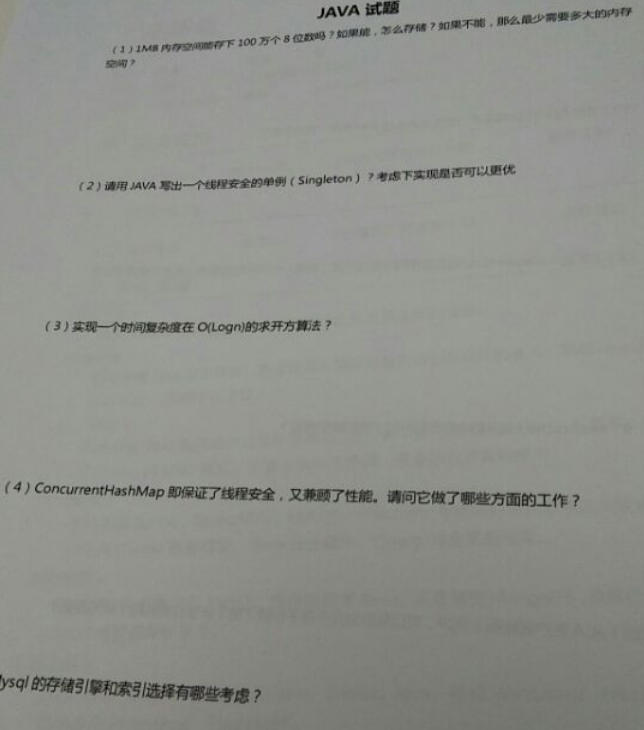 JAVA 试题
（1）1MB 内存空间能存下 100 万个 8 位数吗？如果能，怎么存储？如果不能，那么最少需要多大的内存
空间？
（2）请用 JAVA 写出一个线程安全的单例（Singleton）？考虑下实现是否可以更优
（3）实现一个时间复杂度在 O(Logn)的求开方算法？
（4）ConcurrentHashMap 即保证了线程安全，又兼顾了性能。请问它做了哪些方面的工作？
ysql 的存储引擎和索引选择有哪些考虑？